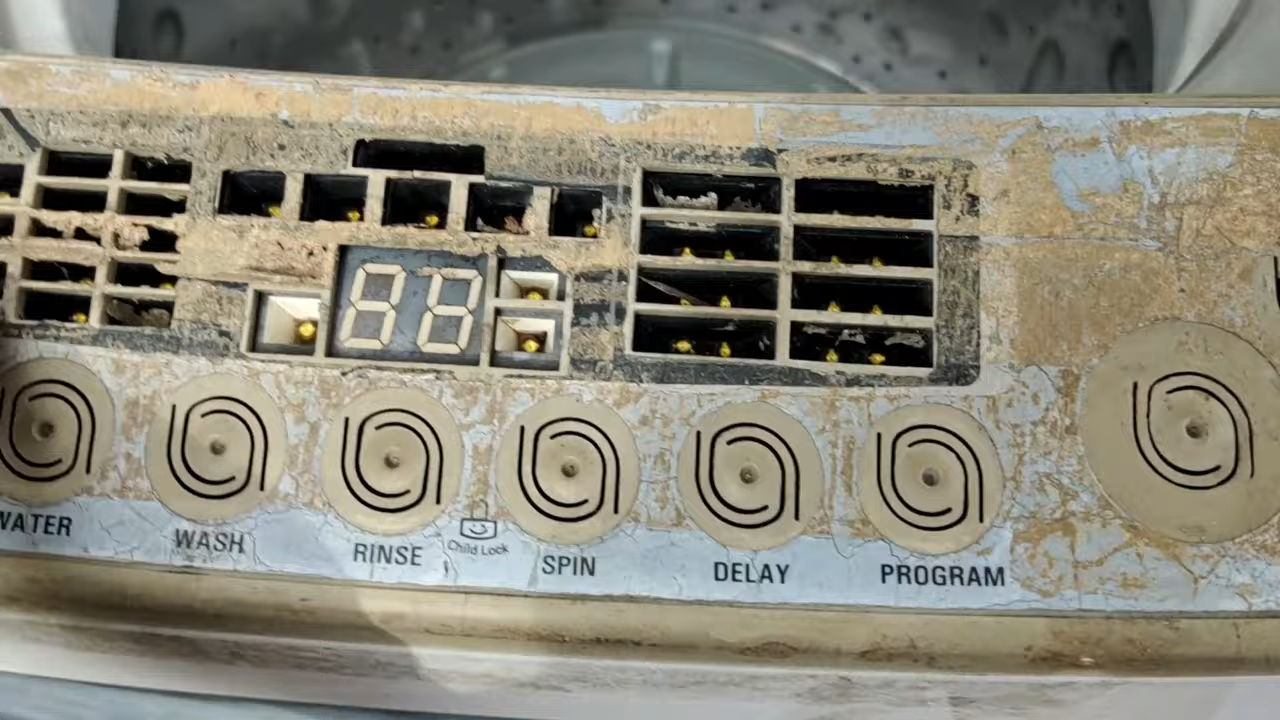 WATER
WASH
RINSE
Child Lock
SPIN
DELAY
PROGRAM